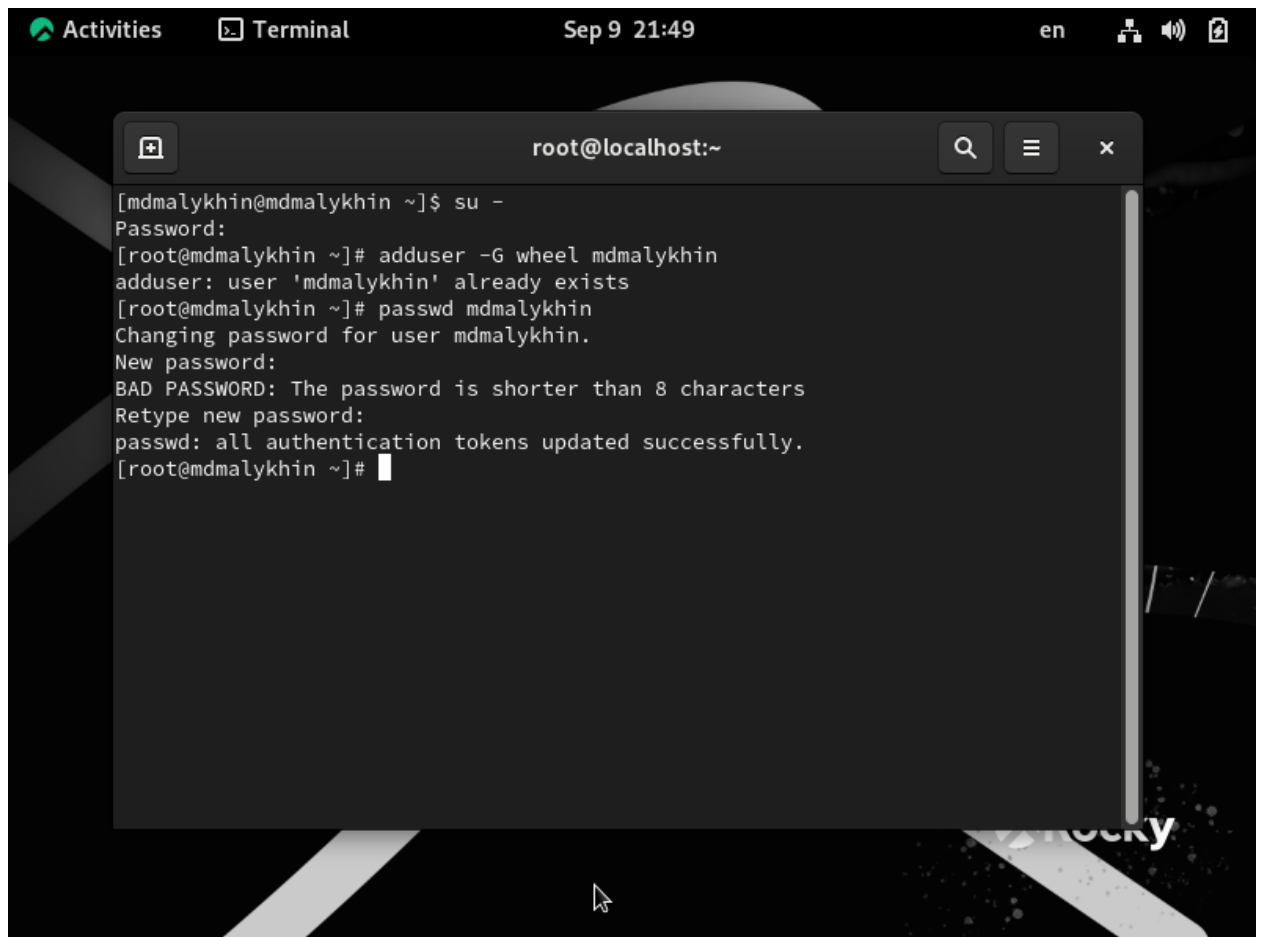 Activities Terminal Sep 9 21:49 en
root@localhost:~
[mdmalykhin@mdmalykhin ~]$ su -
Password:
[root@mdmalykhin ~]# adduser -G wheel mdmalykhin
adduser: user 'mdmalykhin' already exists
[root@mdmalykhin ~]# passwd mdmalykhin
Changing password for user mdmalykhin.
New password:
BAD PASSWORD: The password is shorter than 8 characters
Retype new password:
passwd: all authentication tokens updated successfully.
[root@mdmalykhin ~]#
Rocky